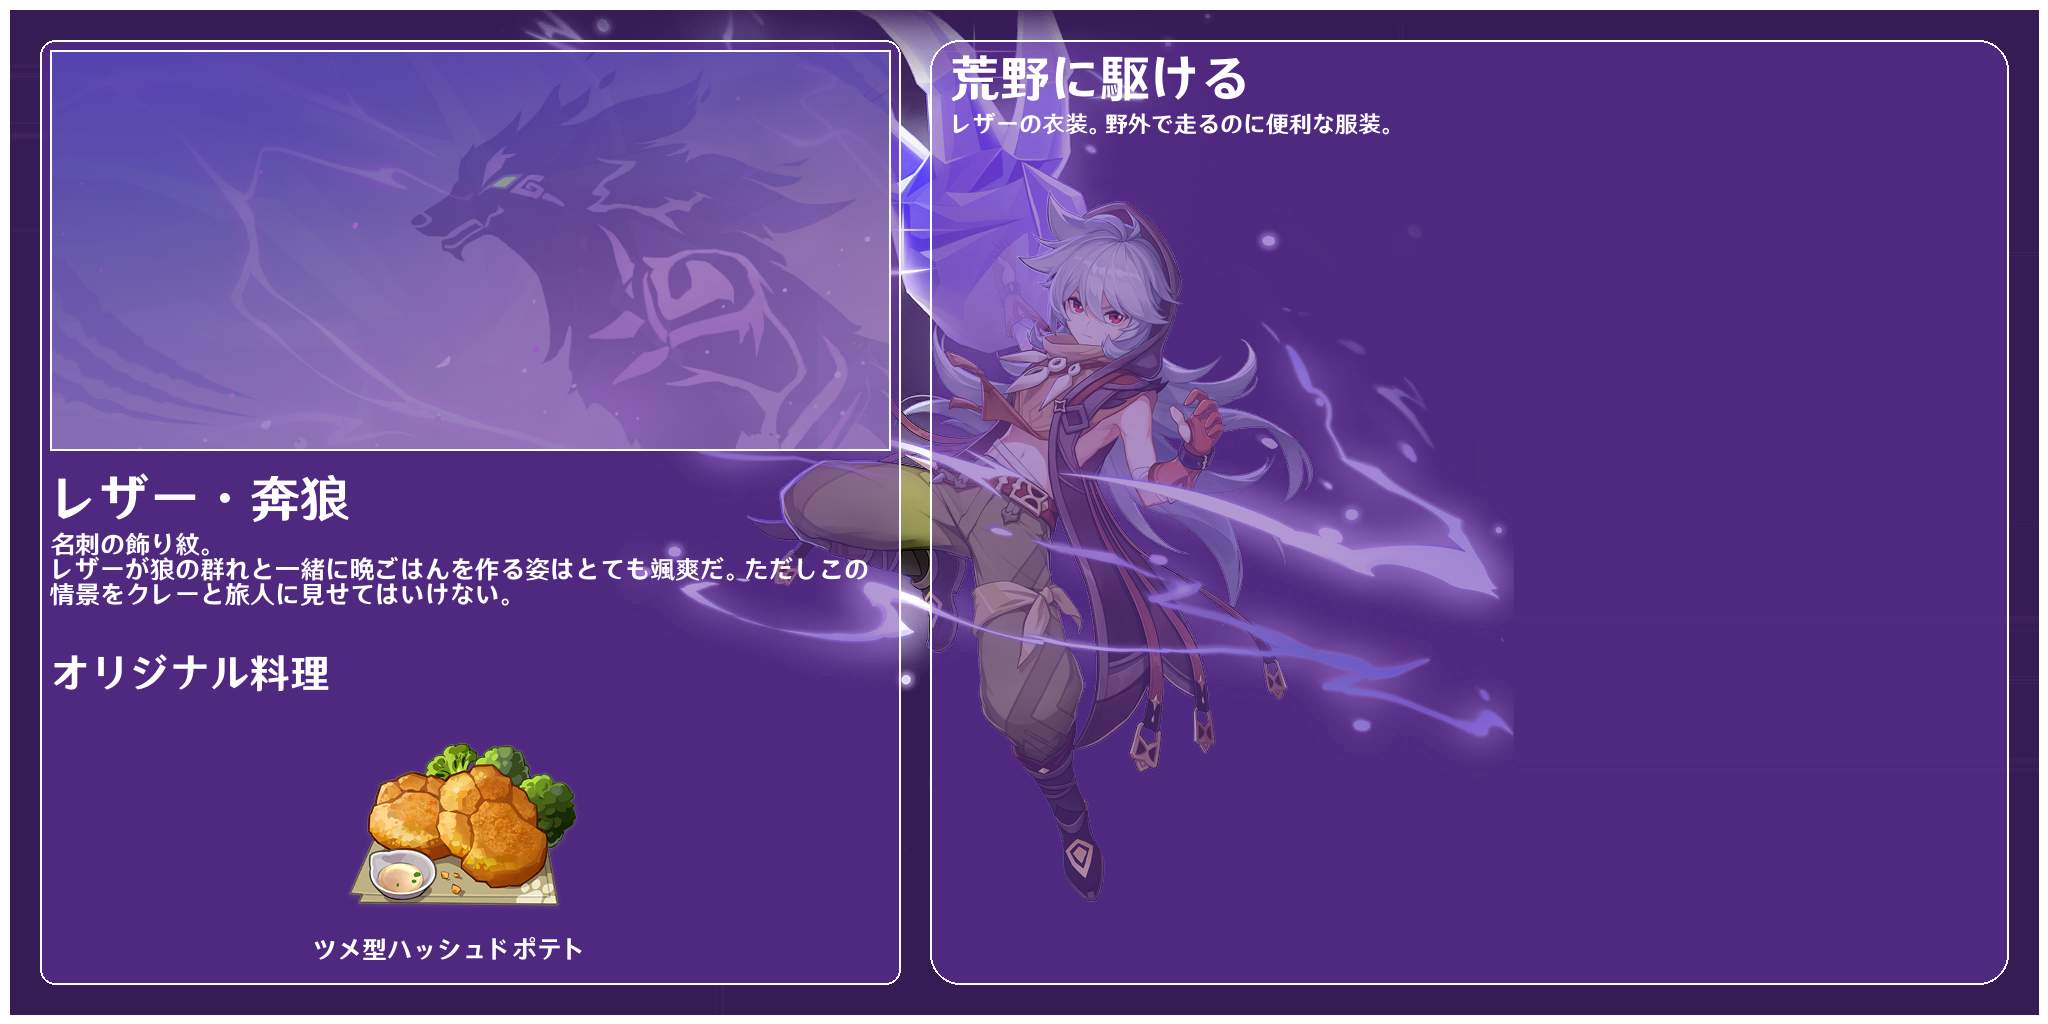 レザー・奔狼
名刺の飾り紋。
レザーが狼の群れと一緒に晩ごはんを作る姿はとても颯爽だ。ただしこの
情景をクレーと旅人に見せてはいけない。
オリジナル料理
ツメ型ハッシュドポテト
荒野に駆ける
レザーの衣装。野外で走るのに便利な服装。